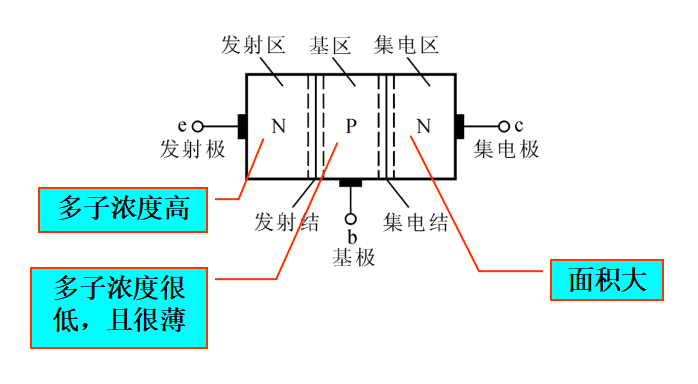 发射区 基区 集电区
N P N
e c
发射极 集电极
多子浓度高
发射结 集电结
b
基极
多子浓度很
低，且很薄
面积大